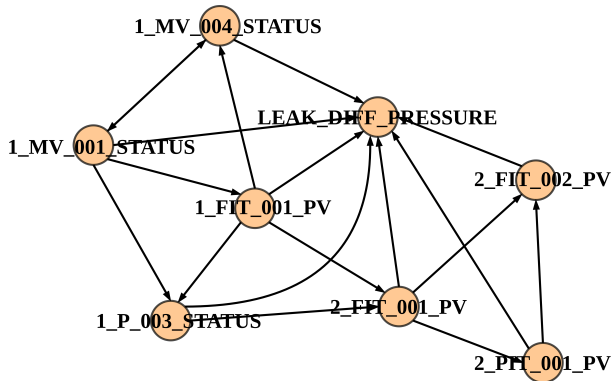 1_MV_004_STATUS
LEAK_DIFF_PRESSURE
1_MV_001_STATUS
2_FIT_002_PV
1_FIT_001_PV
2_FIT_001_PV
1_P_003_STATUS
2_PIT_001_PV